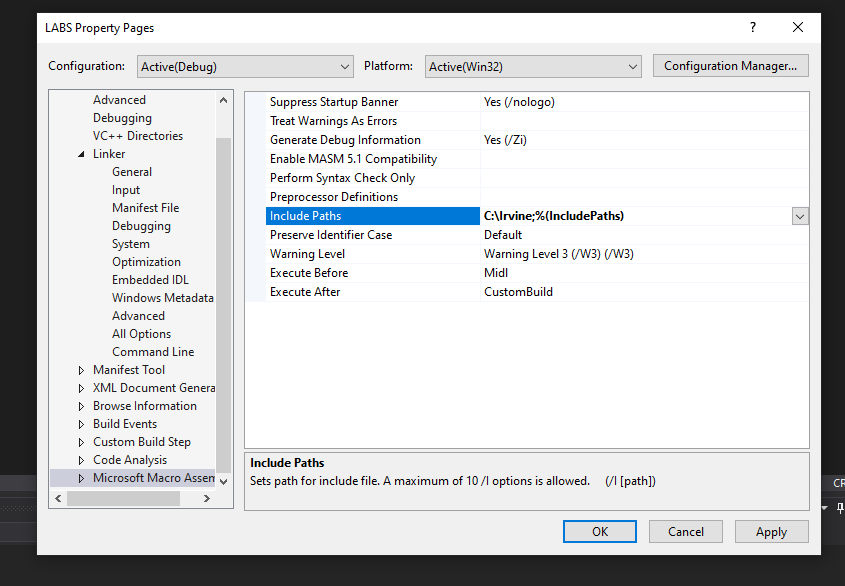 LABS Property Pages
?
Configuration: Active(Debug) Platform: Active(Win32) Configuration Manager...
Advanced
Debugging
VC++ Directories
Linker
General
Input
Manifest File
Debugging
System
Optimization
Embedded IDL
Windows Metadata
Advanced
All Options
Command Line
Manifest Tool
XML Document Genera
Browse Information
Build Events
Custom Build Step
Code Analysis
Microsoft Macro Assem
Suppress Startup Banner Yes (/nologo)
Treat Warnings As Errors
Generate Debug Information Yes (/Zi)
Enable MASM 5.1 Compatibility
Perform Syntax Check Only
Preprocessor Definitions
Include Paths C:\Irvine;%(IncludePaths)
Preserve Identifier Case Default
Warning Level Warning Level 3 (/W3) (/W3)
Execute Before Midl
Execute After CustomBuild
Include Paths
Sets path for include file. A maximum of 10 /I options is allowed. (/I [path])
OK Cancel Apply
CR